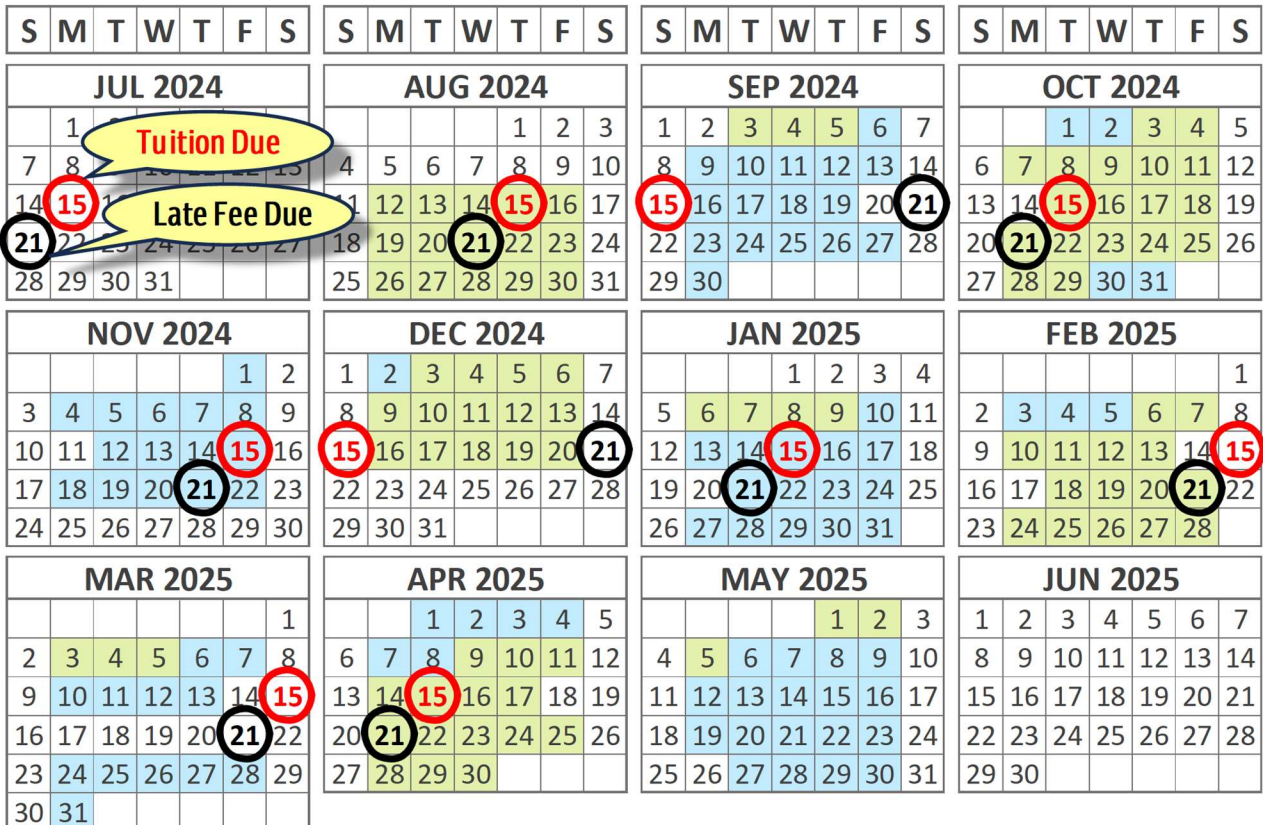 S M T W T F S
S M T W T F S
S M T W T F S
S M T W T F S
JUL 2024
1
Tuition Due
7 8 10 11 12 13
14 15
Late Fee Due
21 22 23 24 25 26 27
28 29 30 31
AUG 2024
1 2 3
4 5 6 7 8 9 10
11 12 13 14 15 16 17
18 19 20 21 22 23 24
25 26 27 28 29 30 31
SEP 2024
1 2 3 4 5 6 7
8 9 10 11 12 13 14
15 16 17 18 19 20 21
22 23 24 25 26 27 28
29 30
OCT 2024
1 2 3 4 5
6 7 8 9 10 11 12
13 14 15 16 17 18 19
20 21 22 23 24 25 26
27 28 29 30 31
NOV 2024
1 2
3 4 5 6 7 8 9
10 11 12 13 14 15 16
17 18 19 20 21 22 23
24 25 26 27 28 29 30
DEC 2024
1 2 3 4 5 6 7
8 9 10 11 12 13 14
15 16 17 18 19 20 21
22 23 24 25 26 27 28
29 30 31
JAN 2025
1 2 3 4
5 6 7 8 9 10 11
12 13 14 15 16 17 18
19 20 21 22 23 24 25
26 27 28 29 30 31
FEB 2025
1
2 3 4 5 6 7 8
9 10 11 12 13 14 15
16 17 18 19 20 21 22
23 24 25 26 27 28
MAR 2025
1
2 3 4 5 6 7 8
9 10 11 12 13 14 15
16 17 18 19 20 21 22
23 24 25 26 27 28 29
30 31
APR 2025
1 2 3 4 5
6 7 8 9 10 11 12
13 14 15 16 17 18 19
20 21 22 23 24 25 26
27 28 29 30
MAY 2025
1 2 3
4 5 6 7 8 9 10
11 12 13 14 15 16 17
18 19 20 21 22 23 24
25 26 27 28 29 30 31
JUN 2025
1 2 3 4 5 6 7
8 9 10 11 12 13 14
15 16 17 18 19 20 21
22 23 24 25 26 27 28
29 30